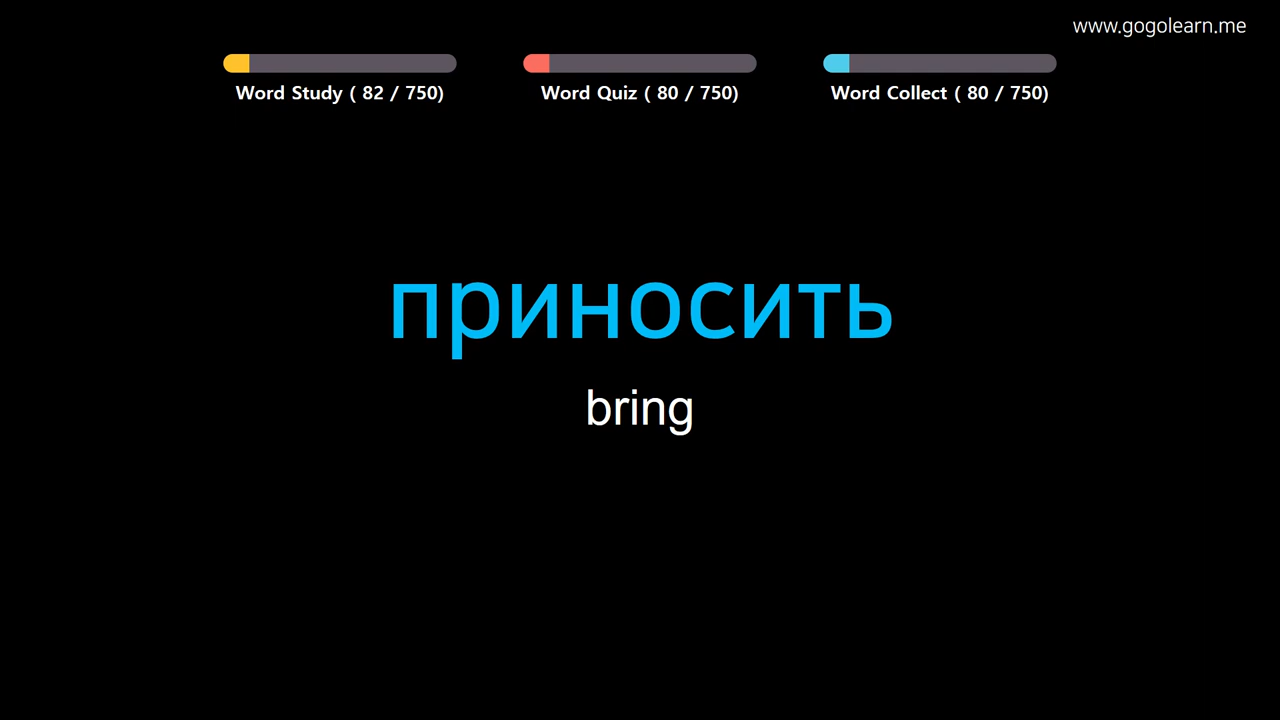 www.gogolearn.me
Word Study ( 82 / 750)
Word Quiz ( 80 / 750)
Word Collect ( 80 / 750)
приносить
bring